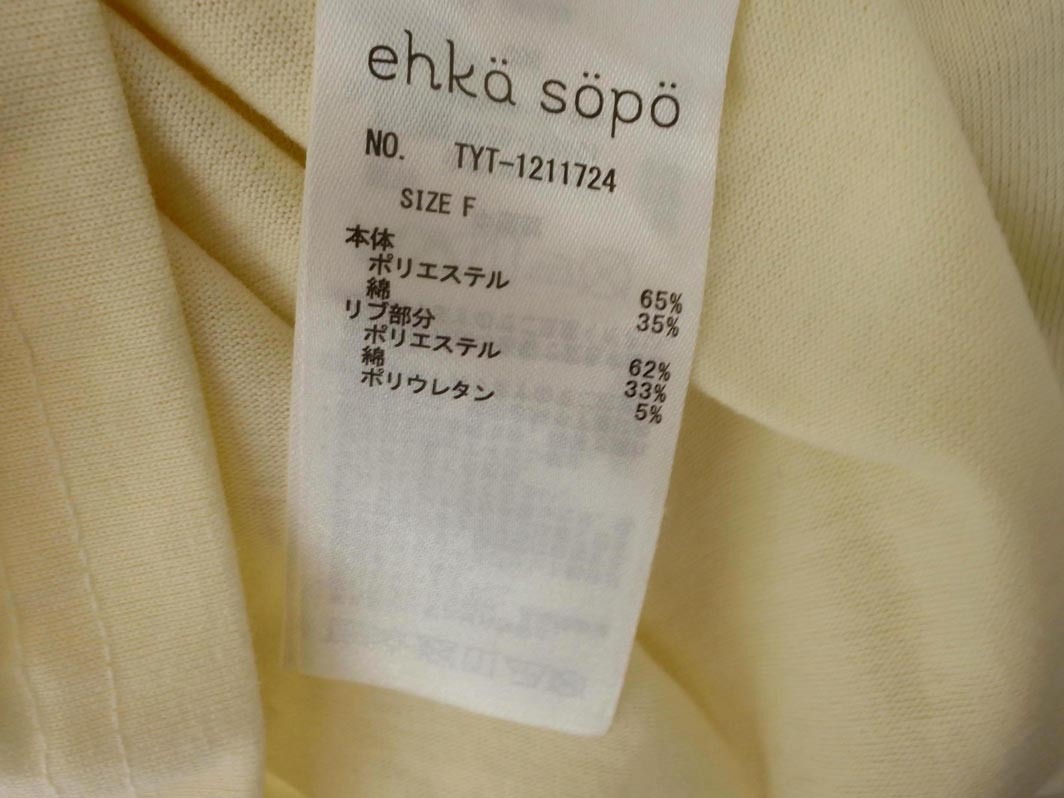 ehkä söpö
NO. TYT-1211724
SIZE F
本体
ポリエステル 65%
綿 35%
リブ部分
ポリエステル 62%
綿 33%
ポリウレタン 5%